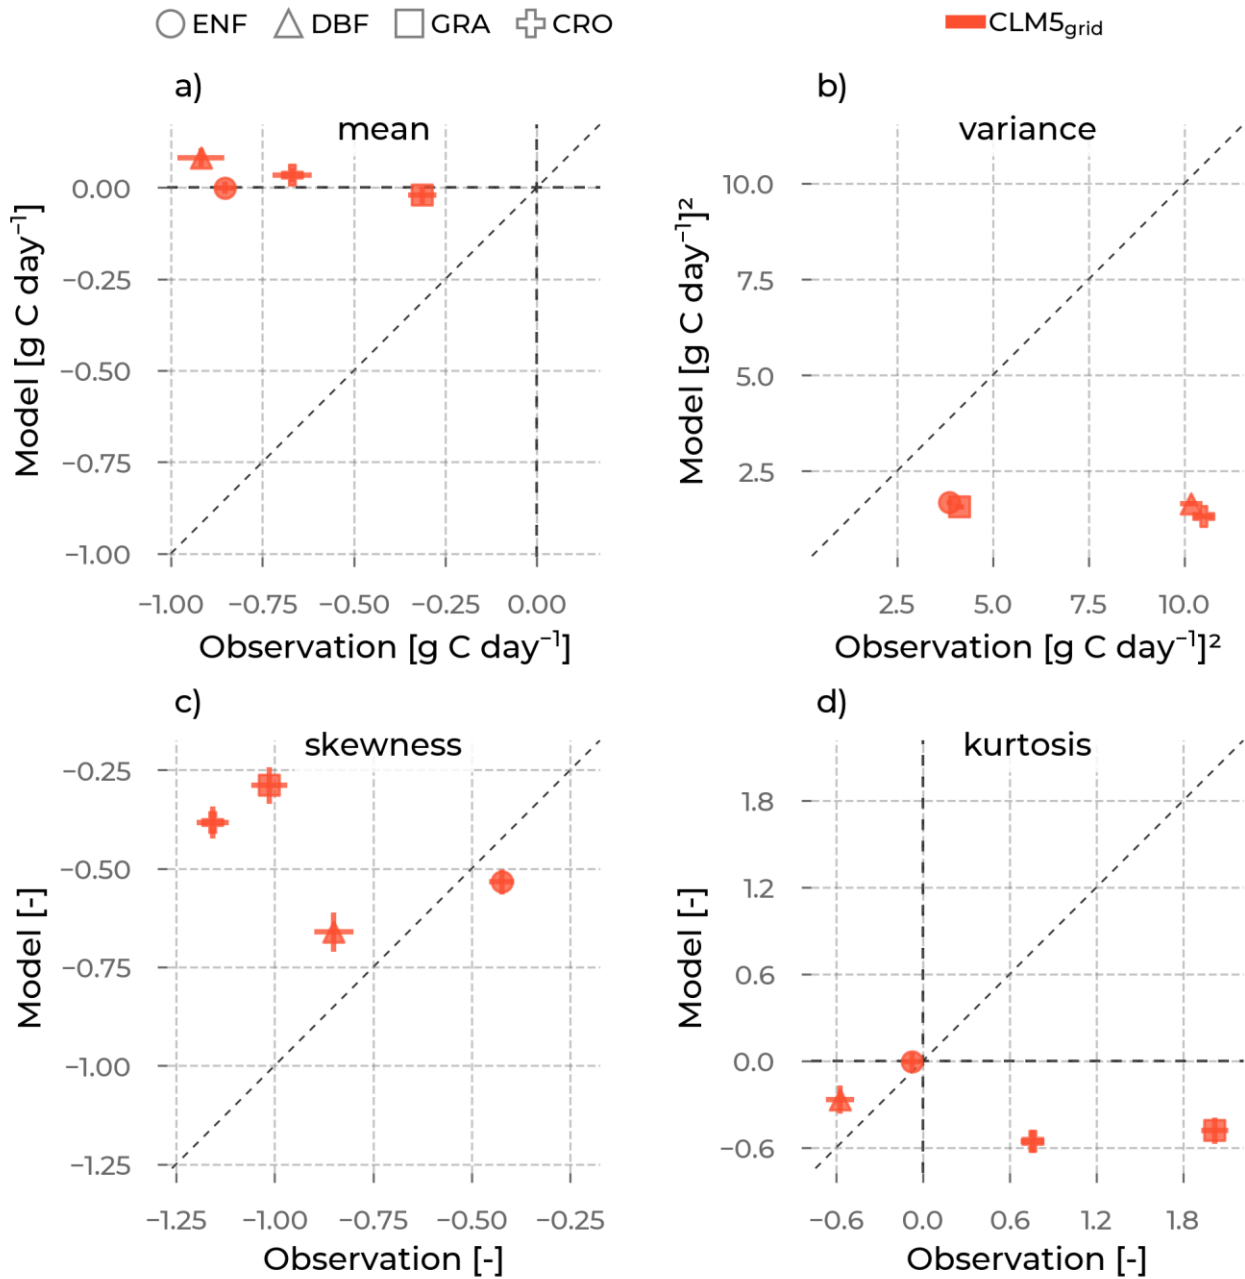 ENF DBF GRA CRO CLM5grid
a) b)
mean variance
0.00
−0.25
−0.50
−0.75
−1.00
Model [g C day⁻¹]
−1.00 −0.75 −0.50 −0.25 0.00
Observation [g C day⁻¹]
10.0
7.5
5.0
2.5
Model [g C day⁻¹]²
2.5 5.0 7.5 10.0
Observation [g C day⁻¹]²
c) d)
skewness kurtosis
−0.25
−0.50
−0.75
−1.00
−1.25
Model [-]
−1.25 −1.00 −0.75 −0.50 −0.25
Observation [-]
1.8
1.2
0.6
0.0
−0.6
Model [-]
−0.6 0.0 0.6 1.2 1.8
Observation [-]